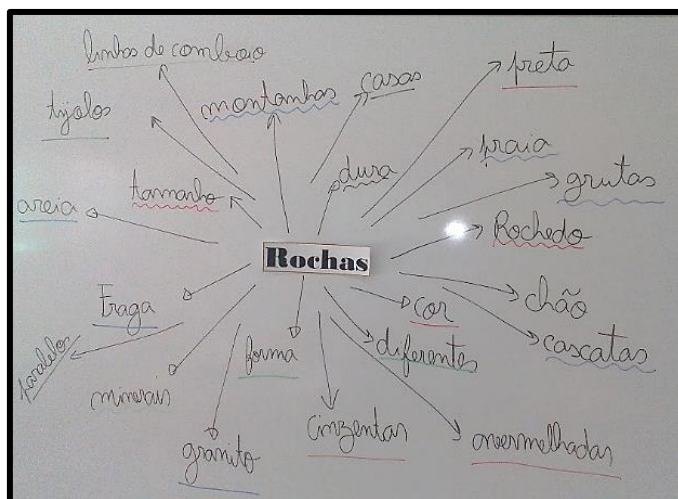 linhas de comboio
preta
tijolos
montanhas
casas
praia
dura
grutas
areia
tamanho
Rochedo
Rochas
Fraga
cor
chão
paralelos
forma
diferentes
cascatas
minerais
granito
cinzentas
avermelhadas